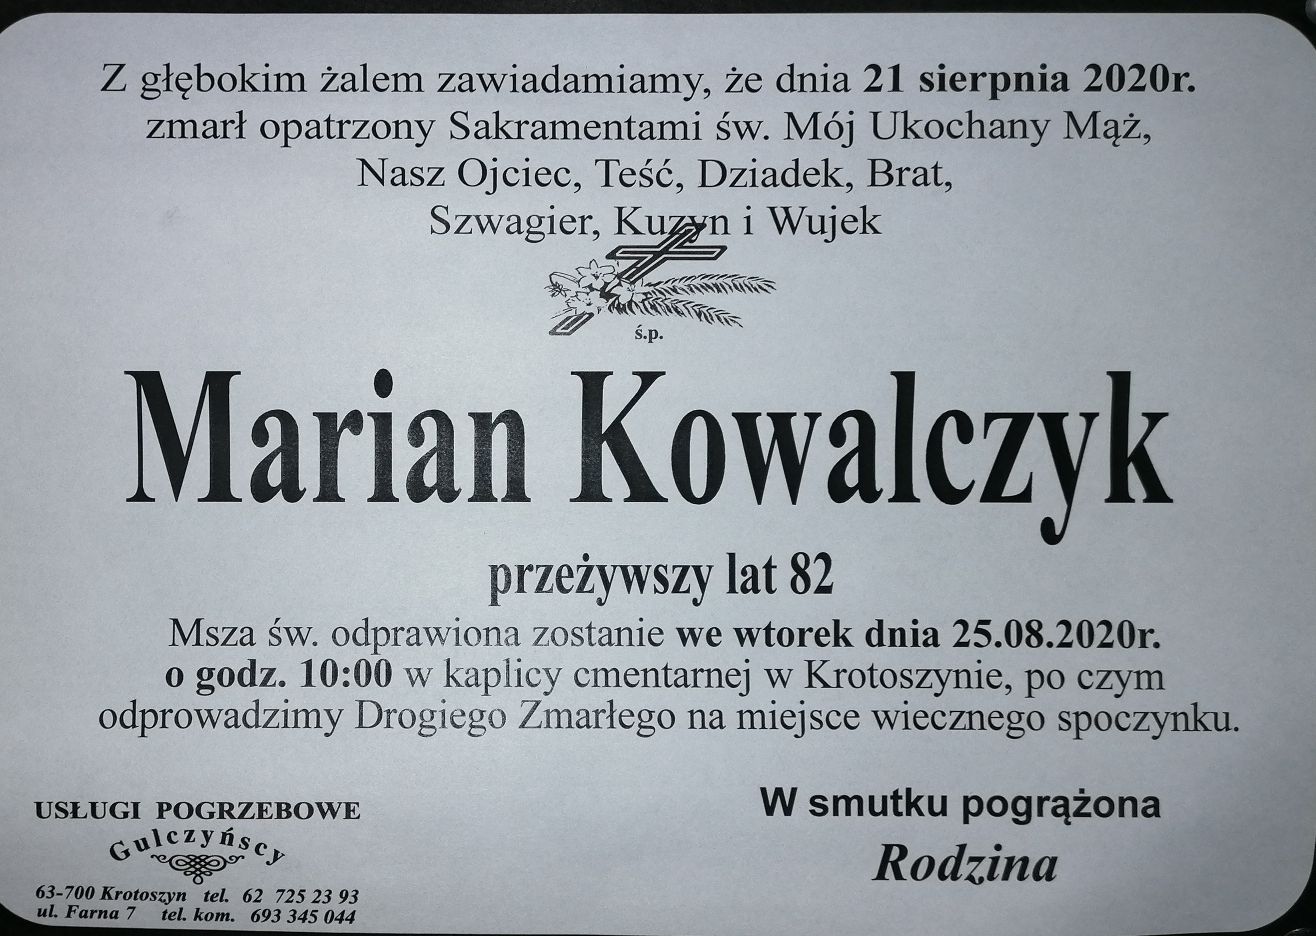 Z głębokim żalem zawiadamiamy, że dnia 21 sierpnia 2020r.
zmarł opatrzony Sakramentami św. Mój Ukochany Mąż,
Nasz Ojciec, Teść, Dziadek, Brat,
Szwagier, Kuzyn i Wujek
ś.p.
Marian Kowalczyk
przeżywszy lat 82
Msza św. odprawiona zostanie we wtorek dnia 25.08.2020r.
o godz. 10:00 w kaplicy cmentarnej w Krotoszynie, po czym
odprowadzimy Drogiego Zmarłego na miejsce wiecznego spoczynku.
W smutku pogrążona
Rodzina
USŁUGI POGRZEBOWE
Gulczyńscy
63-700 Krotoszyn tel. 62 725 23 93
ul. Farna 7 tel. kom. 693 345 044